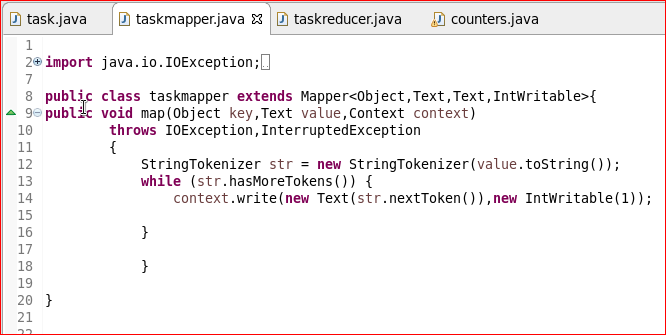 task.java taskmapper.java taskreducer.java counters.java
1
2 import java.io.IOException;
7
8 public class taskmapper extends Mapper<Object,Text,Text,IntWritable>{
9 public void map(Object key,Text value,Context context)
10 throws IOException,InterruptedException
11 {
12 StringTokenizer str = new StringTokenizer(value.toString());
13 while (str.hasMoreTokens()) {
14 context.write(new Text(str.nextToken()),new IntWritable(1));
15
16 }
17
18 }
19
20 }
21
22